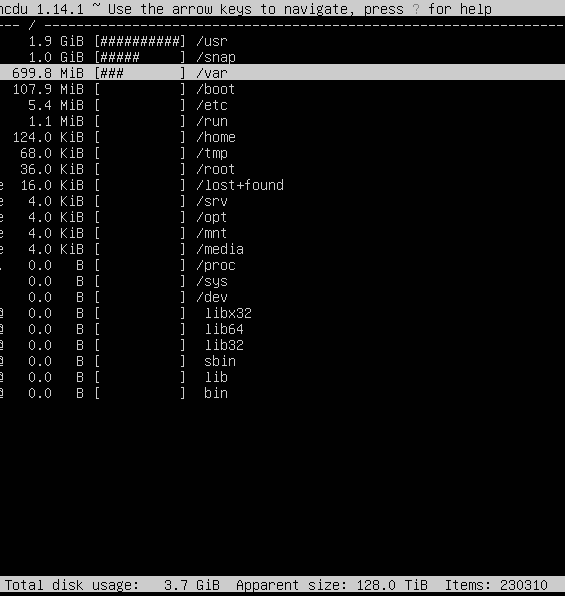 ncdu 1.14.1 ~ Use the arrow keys to navigate, press ? for help
--- / ----------------------------------------------------------------
1.9 GiB [##########] /usr
1.0 GiB [##### ] /snap
699.8 MiB [### ] /var
107.9 MiB [ ] /boot
5.4 MiB [ ] /etc
1.1 MiB [ ] /run
124.0 KiB [ ] /home
68.0 KiB [ ] /tmp
36.0 KiB [ ] /root
e 16.0 KiB [ ] /lost+found
e 4.0 KiB [ ] /srv
e 4.0 KiB [ ] /opt
e 4.0 KiB [ ] /mnt
e 4.0 KiB [ ] /media
. 0.0 B [ ] /proc
0.0 B [ ] /sys
0.0 B [ ] /dev
@ 0.0 B [ ] libx32
@ 0.0 B [ ] lib64
@ 0.0 B [ ] lib32
@ 0.0 B [ ] sbin
@ 0.0 B [ ] lib
@ 0.0 B [ ] bin
Total disk usage: 3.7 GiB Apparent size: 128.0 TiB Items: 230310